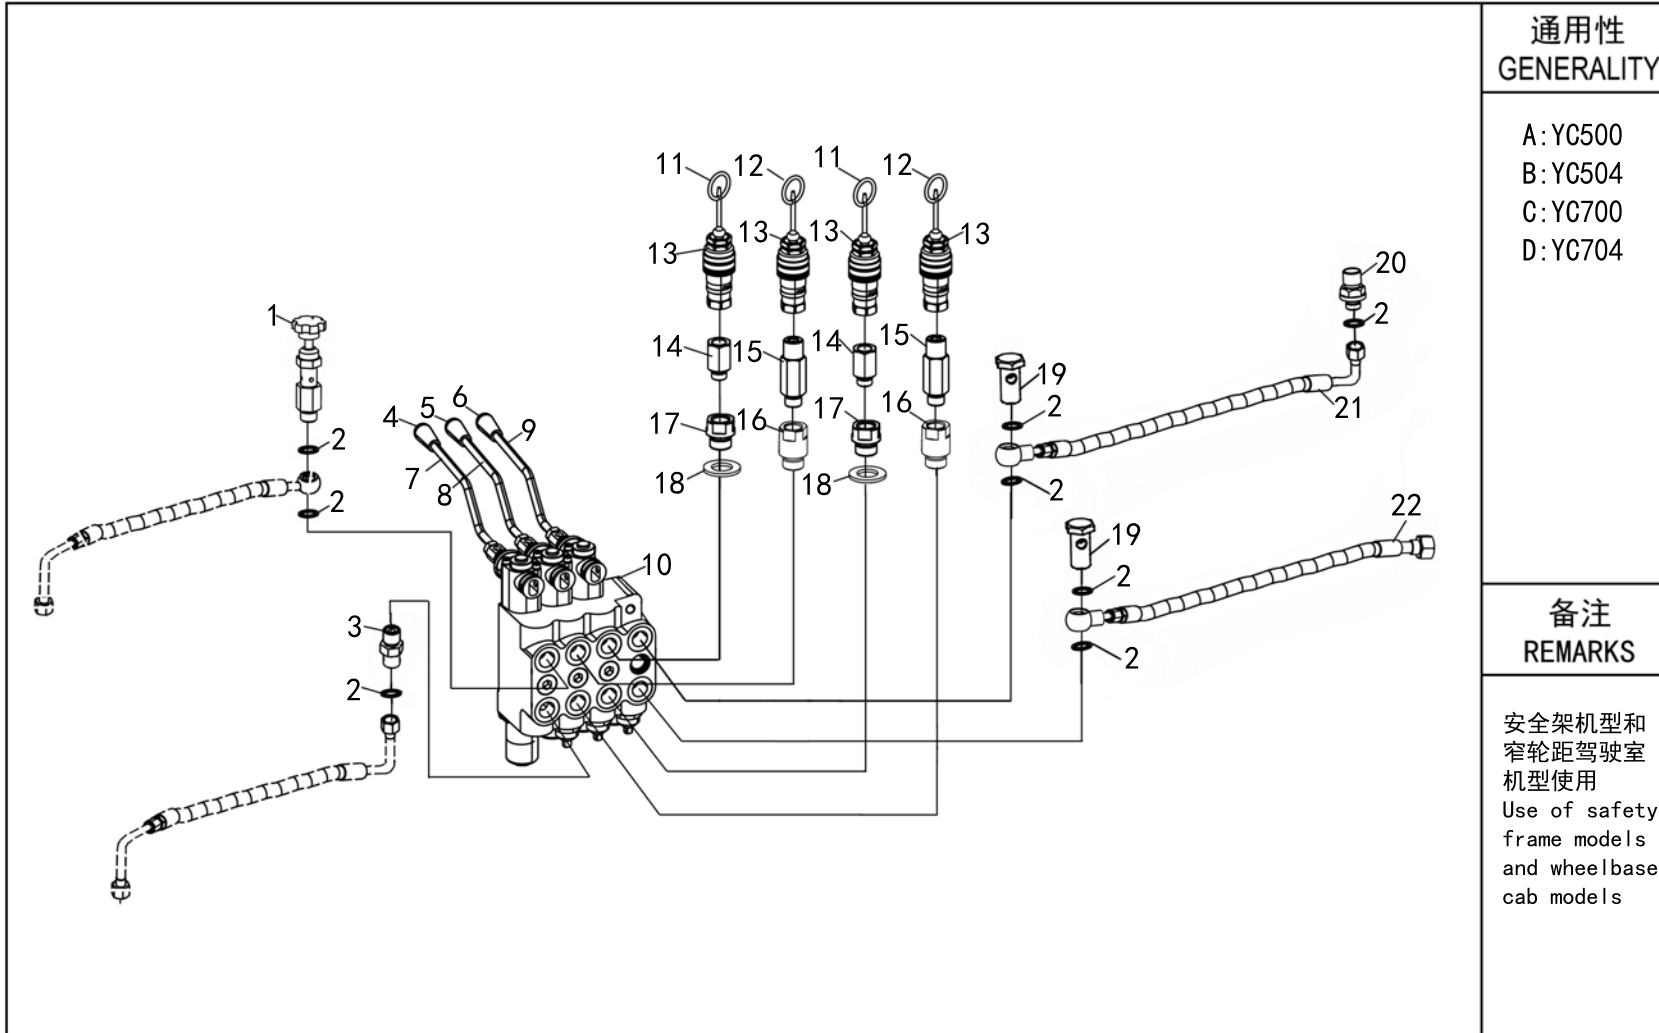 通用性
GENERALITY
A:YC500
B:YC504
C:YC700
D:YC704
备注
REMARKS
安全架机型和
窄轮距驾驶室
机型使用
Use of safety
frame models
and wheelbase
cab models
11
12
11
12
13
13
13
13
20
2
1
14
15
14
15
19
21
2
6
5
4
9
7
8
17
16
17
16
2
2
18
18
2
2
22
19
10
2
3
2
2